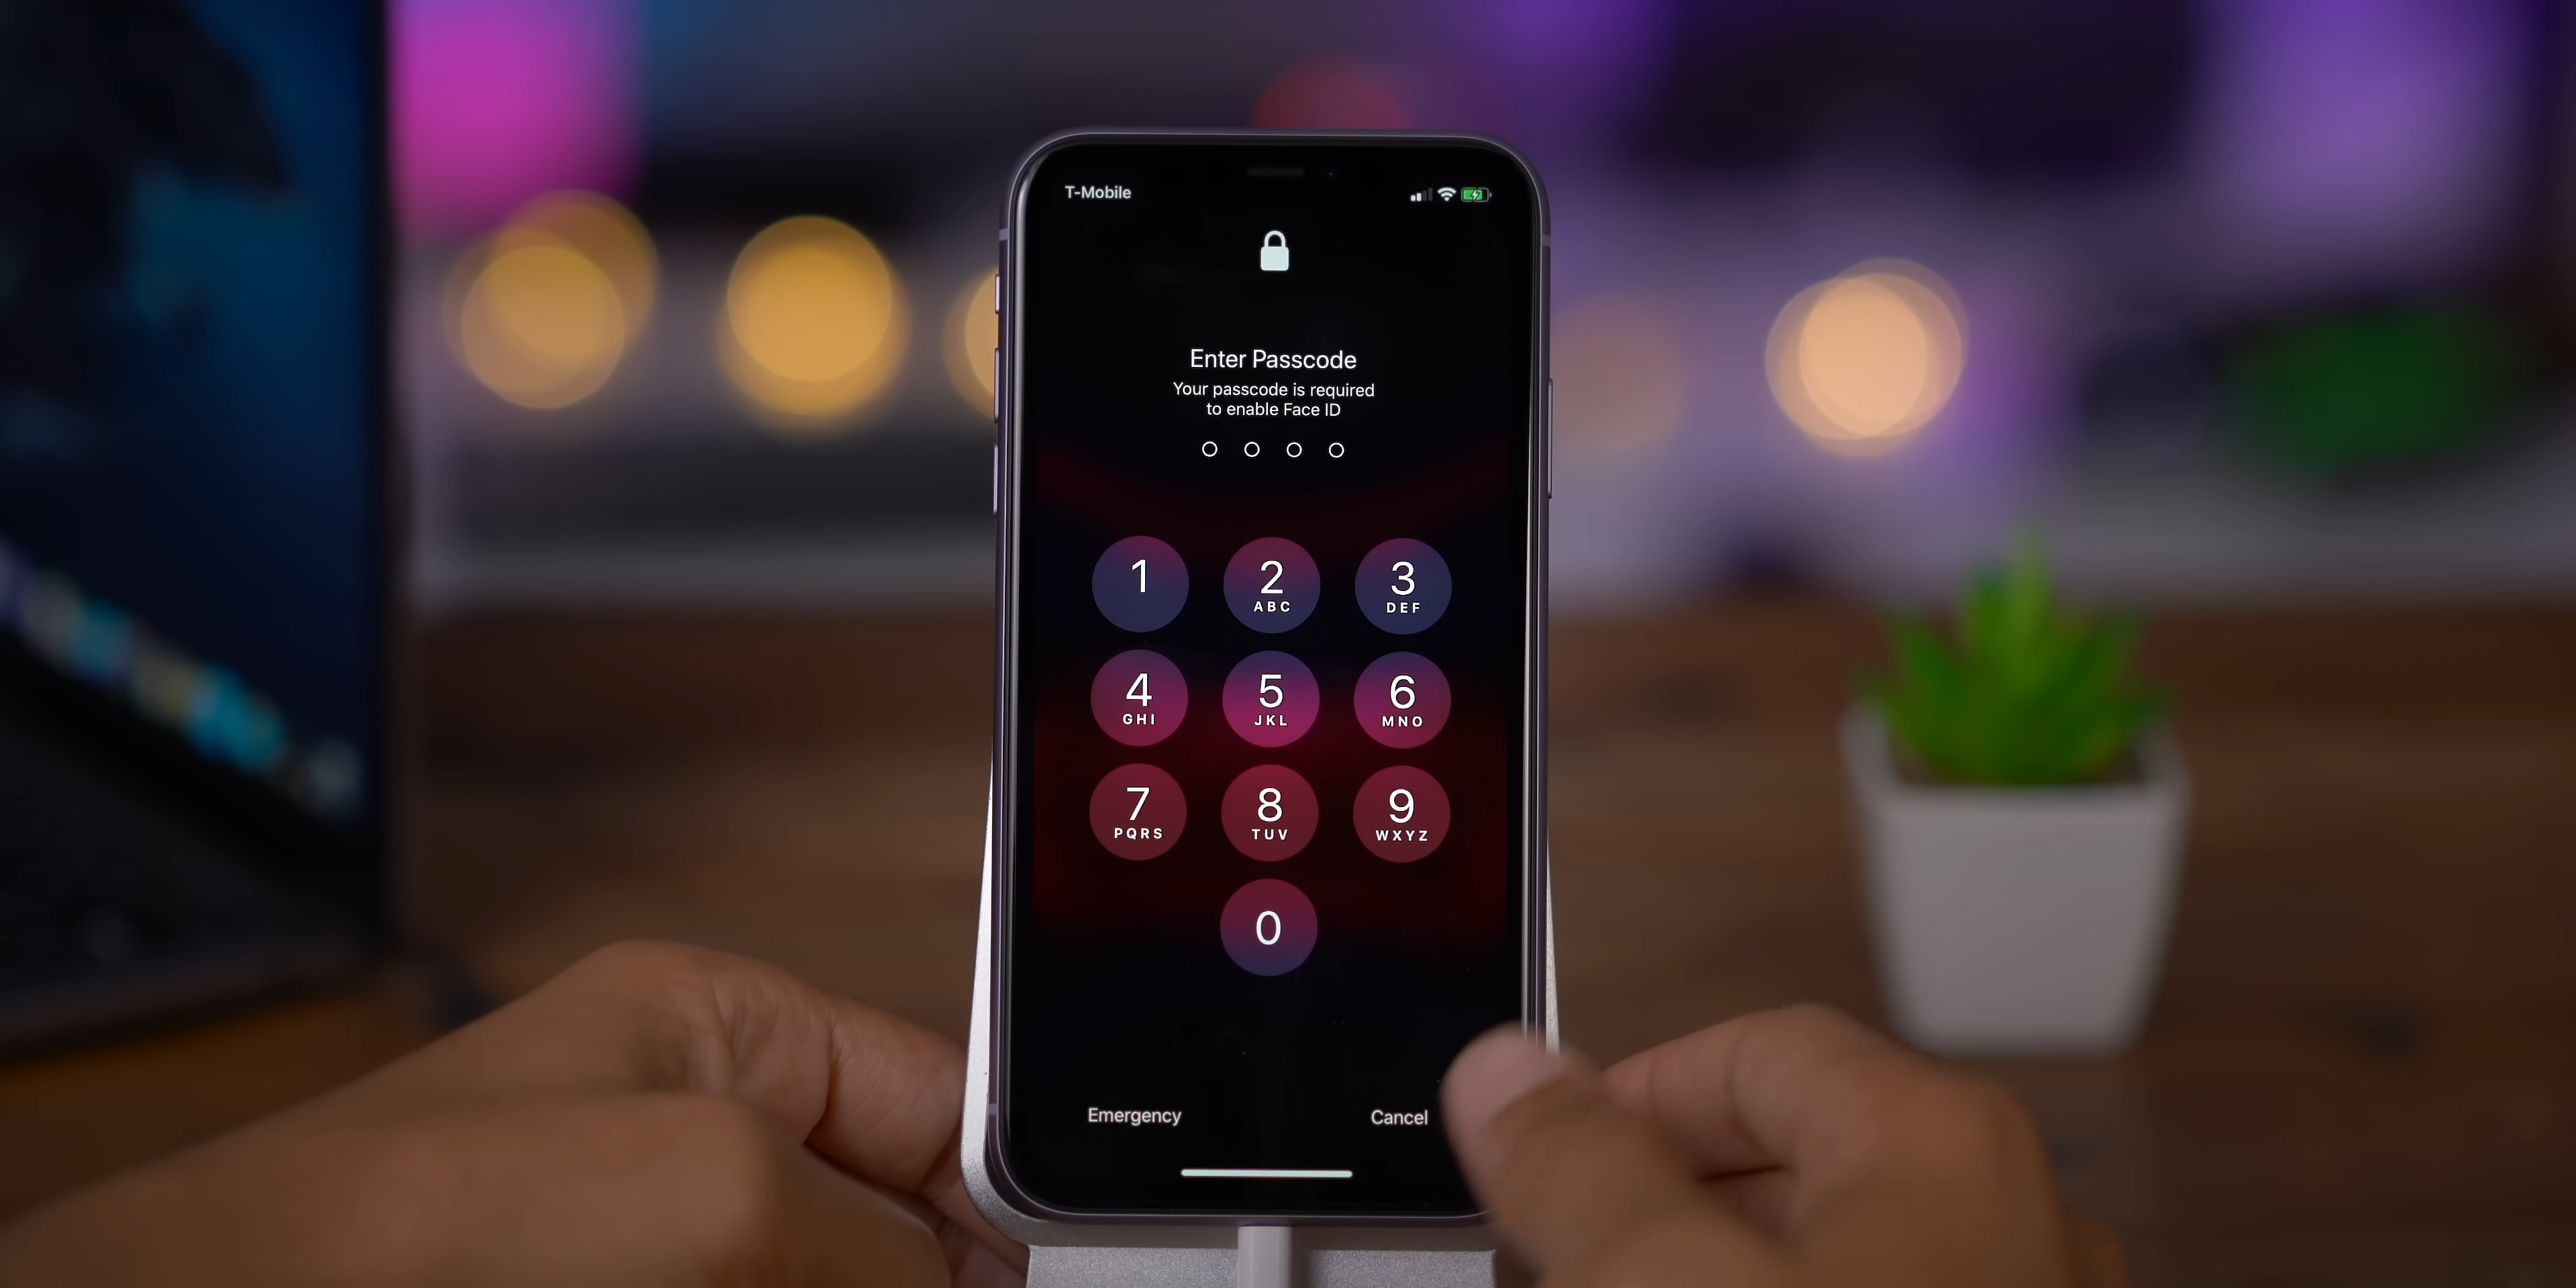 T-Mobile
Enter Passcode
Your passcode is required
to enable Face ID
1 2 3
ABC DEF
4 5 6
GHI JKL MNO
7 8 9
PQRS TUV WXYZ
0
Emergency Cancel